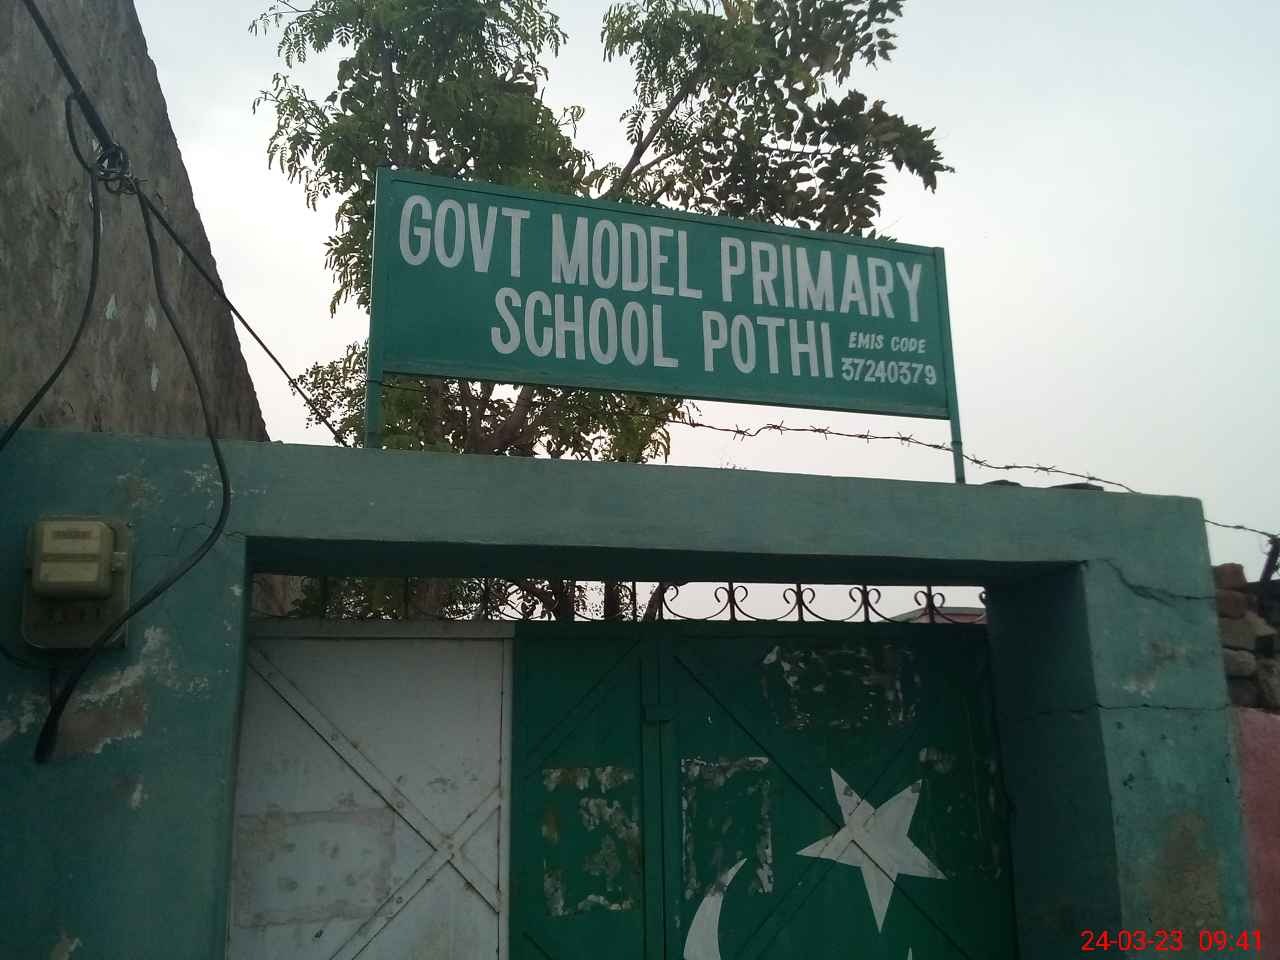 GOVT MODEL PRIMARY
SCHOOL POTHI
EMIS CODE
37240379
24-03-23 09:41